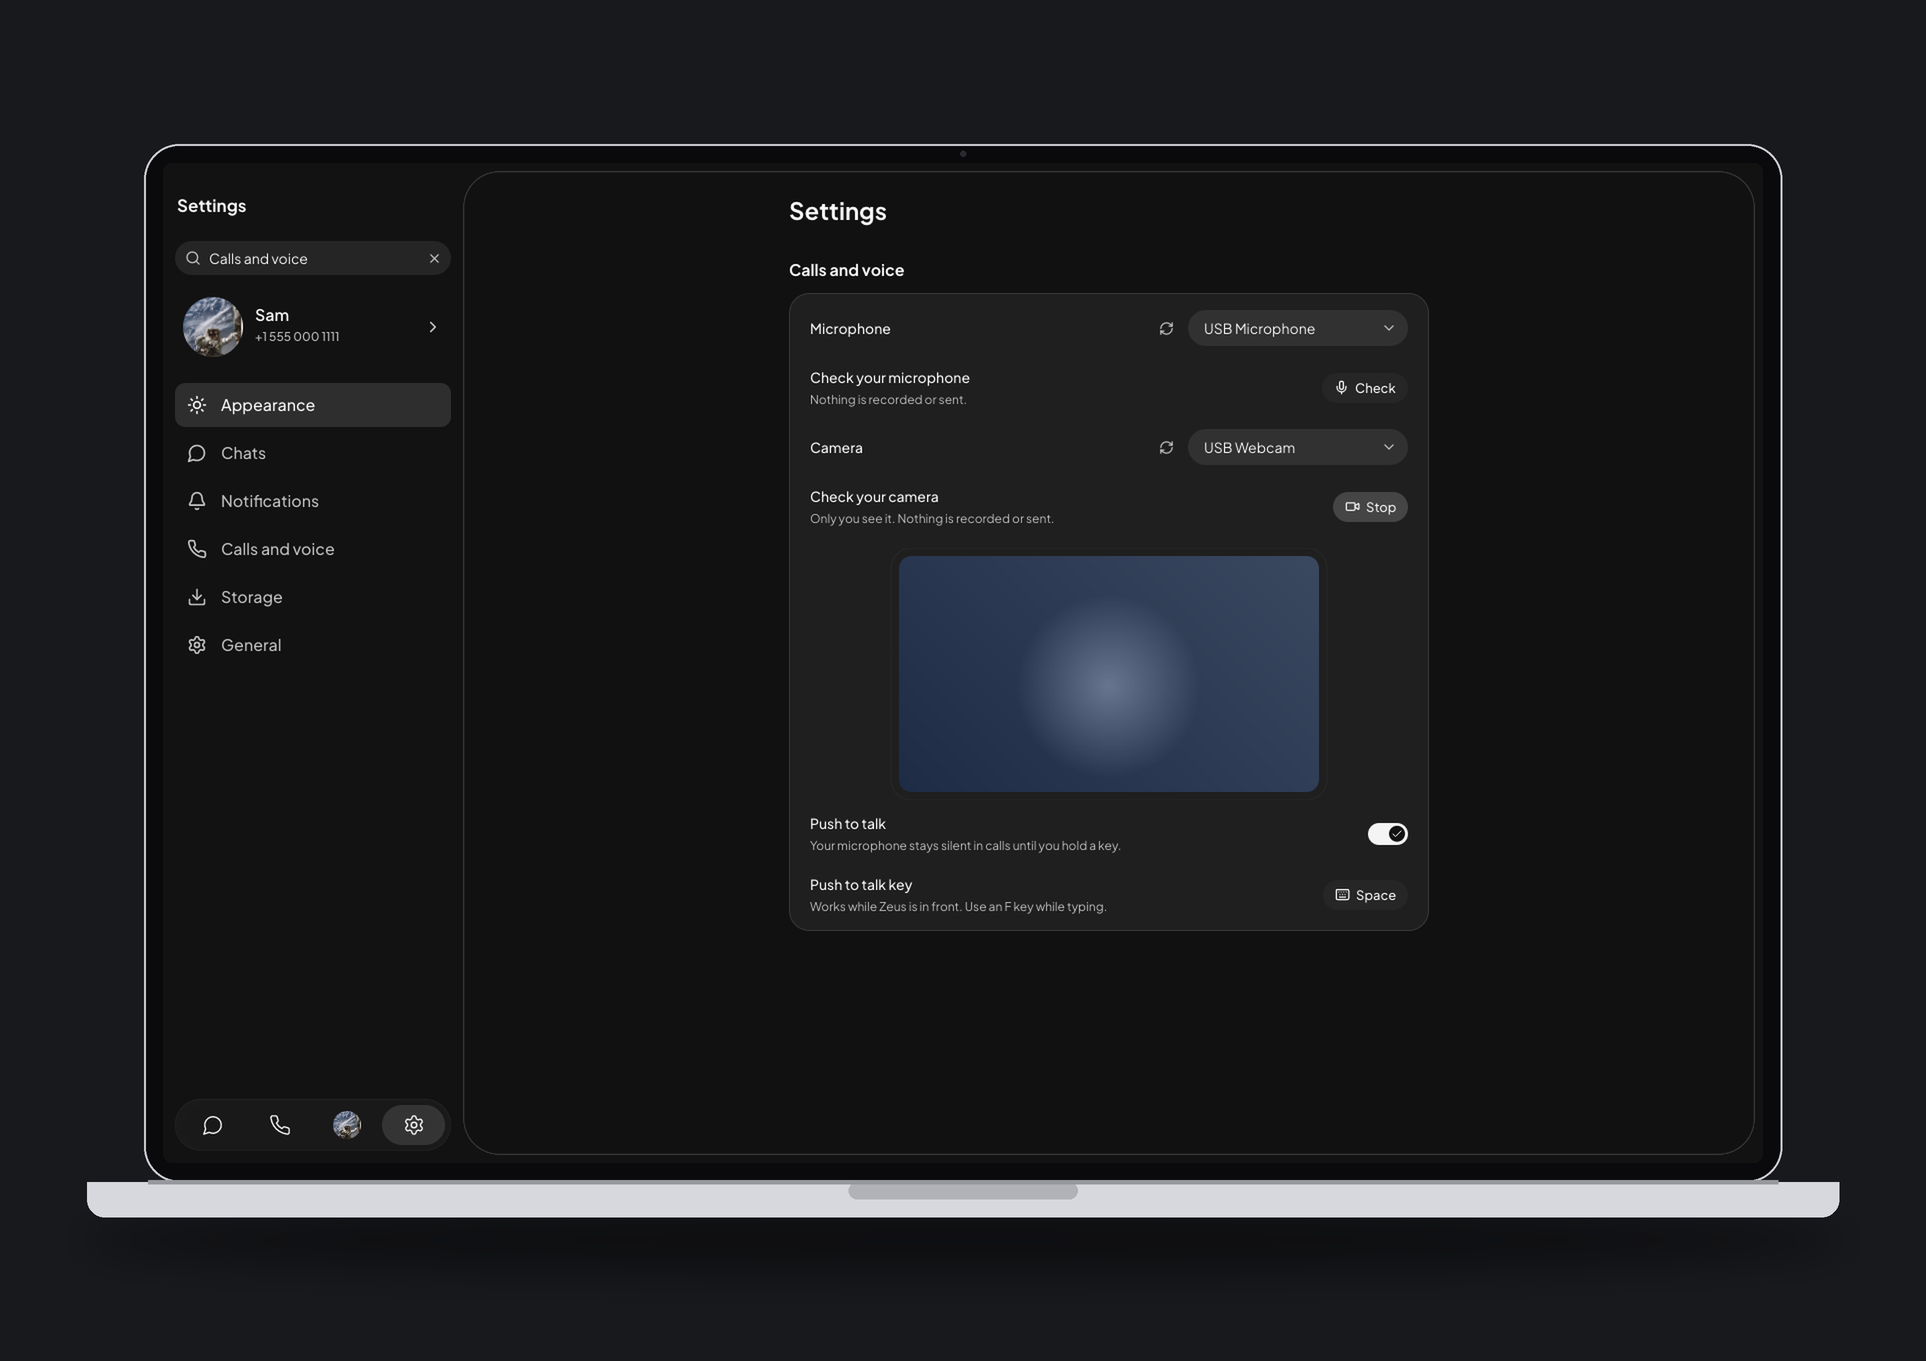 Settings
Calls and voice
Sam
+1 555 000 1111
Appearance
Chats
Notifications
Calls and voice
Storage
General
Settings
Calls and voice
Microphone
USB Microphone
Check your microphone
Nothing is recorded or sent.
Check
Camera
USB Webcam
Check your camera
Only you see it. Nothing is recorded or sent.
Stop
Push to talk
Your microphone stays silent in calls until you hold a key.
Push to talk key
Works while Zeus is in front. Use an F key while typing.
Space